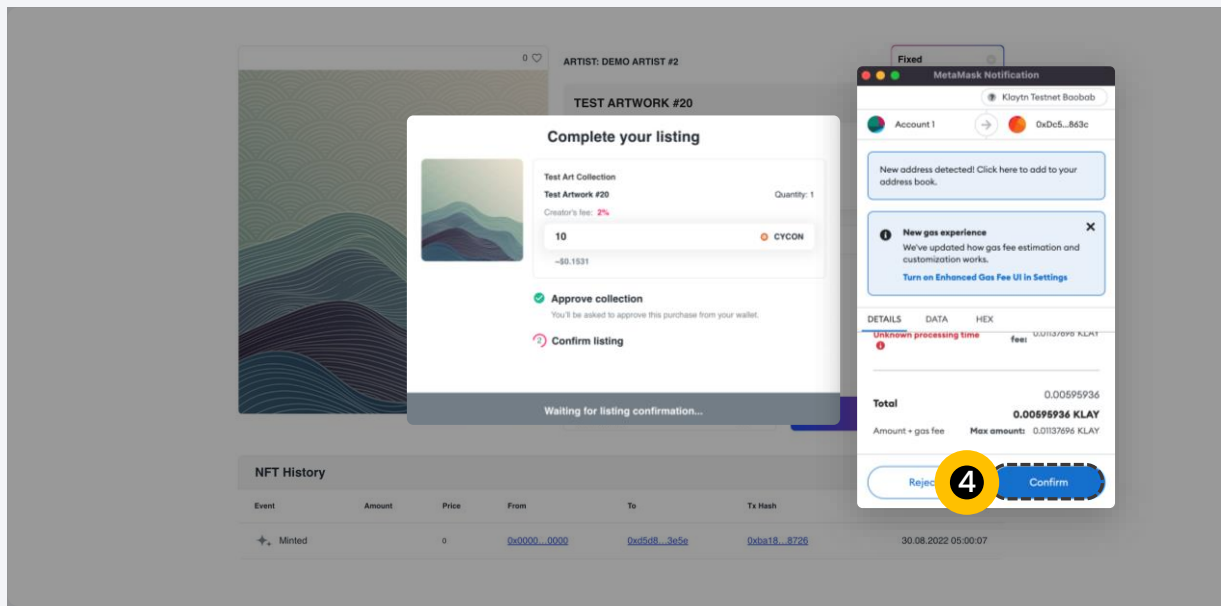 0
ARTIST: DEMO ARTIST #2
Fixed
TEST ARTWORK #20
Complete your listing
Test Art Collection
Test Artwork #20
Quantity: 1
Creator's fee: 2%
10
CYCON
~$0.1531
Approve collection
You'll be asked to approve this purchase from your wallet.
2
Confirm listing
Waiting for listing confirmation...
MetaMask Notification
Klaytn Testnet Baobab
Account 1
0xDc5...863c
New address detected! Click here to add to your
address book.
New gas experience
We've updated how gas fee estimation and
customization works.
Turn on Enhanced Gas Fee UI in Settings
DETAILS DATA HEX
Unknown processing time
fee:
0.01137696 KLAY
0.00595936
Total
0.00595936 KLAY
Amount + gas fee
Max amount: 0.01137696 KLAY
Rejec
4
Confirm
NFT History
Event Amount Price From To Tx Hash
Minted 0 0x0000...0000 0xd5d8...3e5e 0xba18...8726 30.08.2022 05:00:07